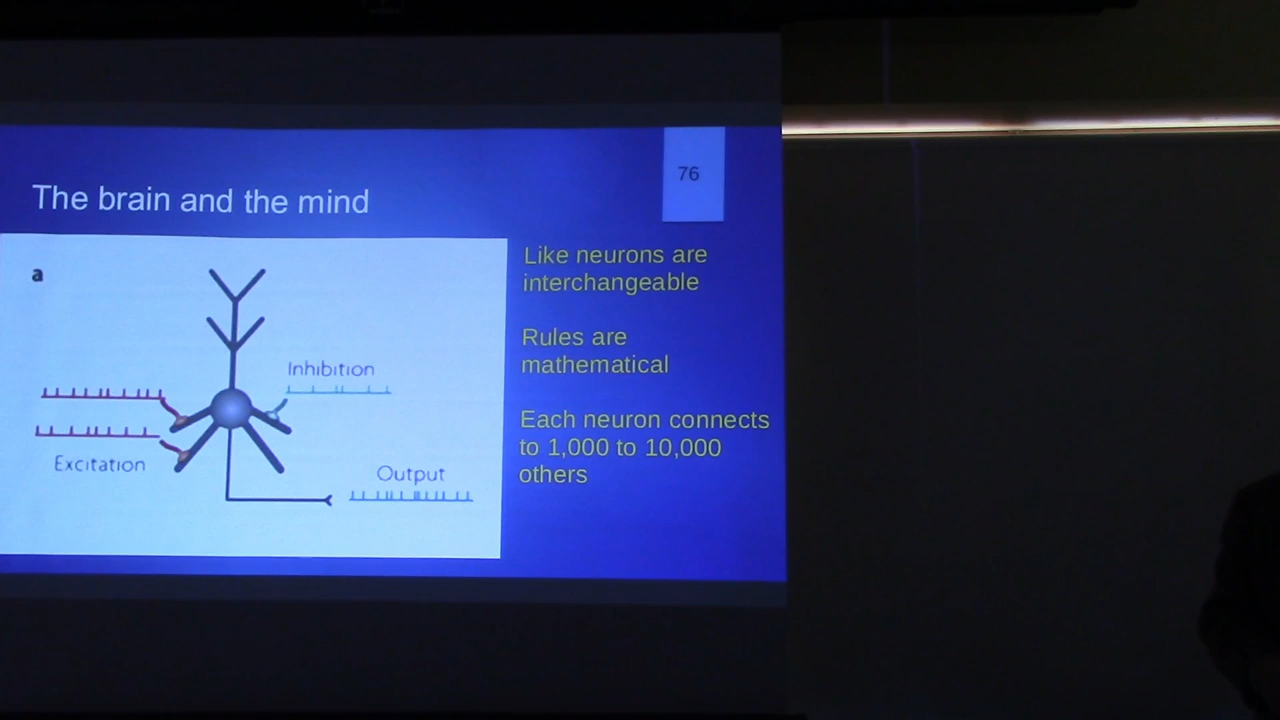 76
The brain and the mind
a
Inhibition
Excitation
Output
Like neurons are
interchangeable
Rules are
mathematical
Each neuron connects
to 1,000 to 10,000
others